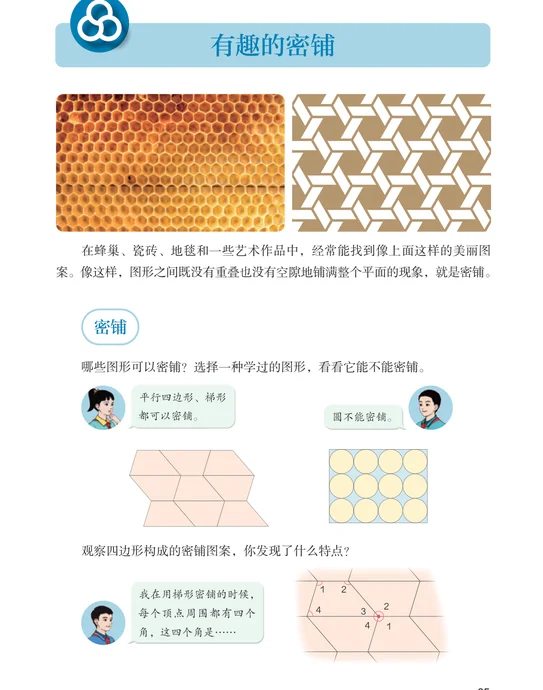 有趣的密铺
在蜂巢、瓷砖、地毯和一些艺术作品中，经常能找到像上面这样的美丽图
案。像这样，图形之间既没有重叠也没有空隙地铺满整个平面的现象，就是密铺。
密铺
哪些图形可以密铺？选择一种学过的图形，看看它能不能密铺。
平行四边形、梯形
都可以密铺。
圆不能密铺。
观察四边形构成的密铺图案，你发现了什么特点？
我在用梯形密铺的时候，
每个顶点周围都有四个
角，这四个角是……
1 2
4 3 2
4 1